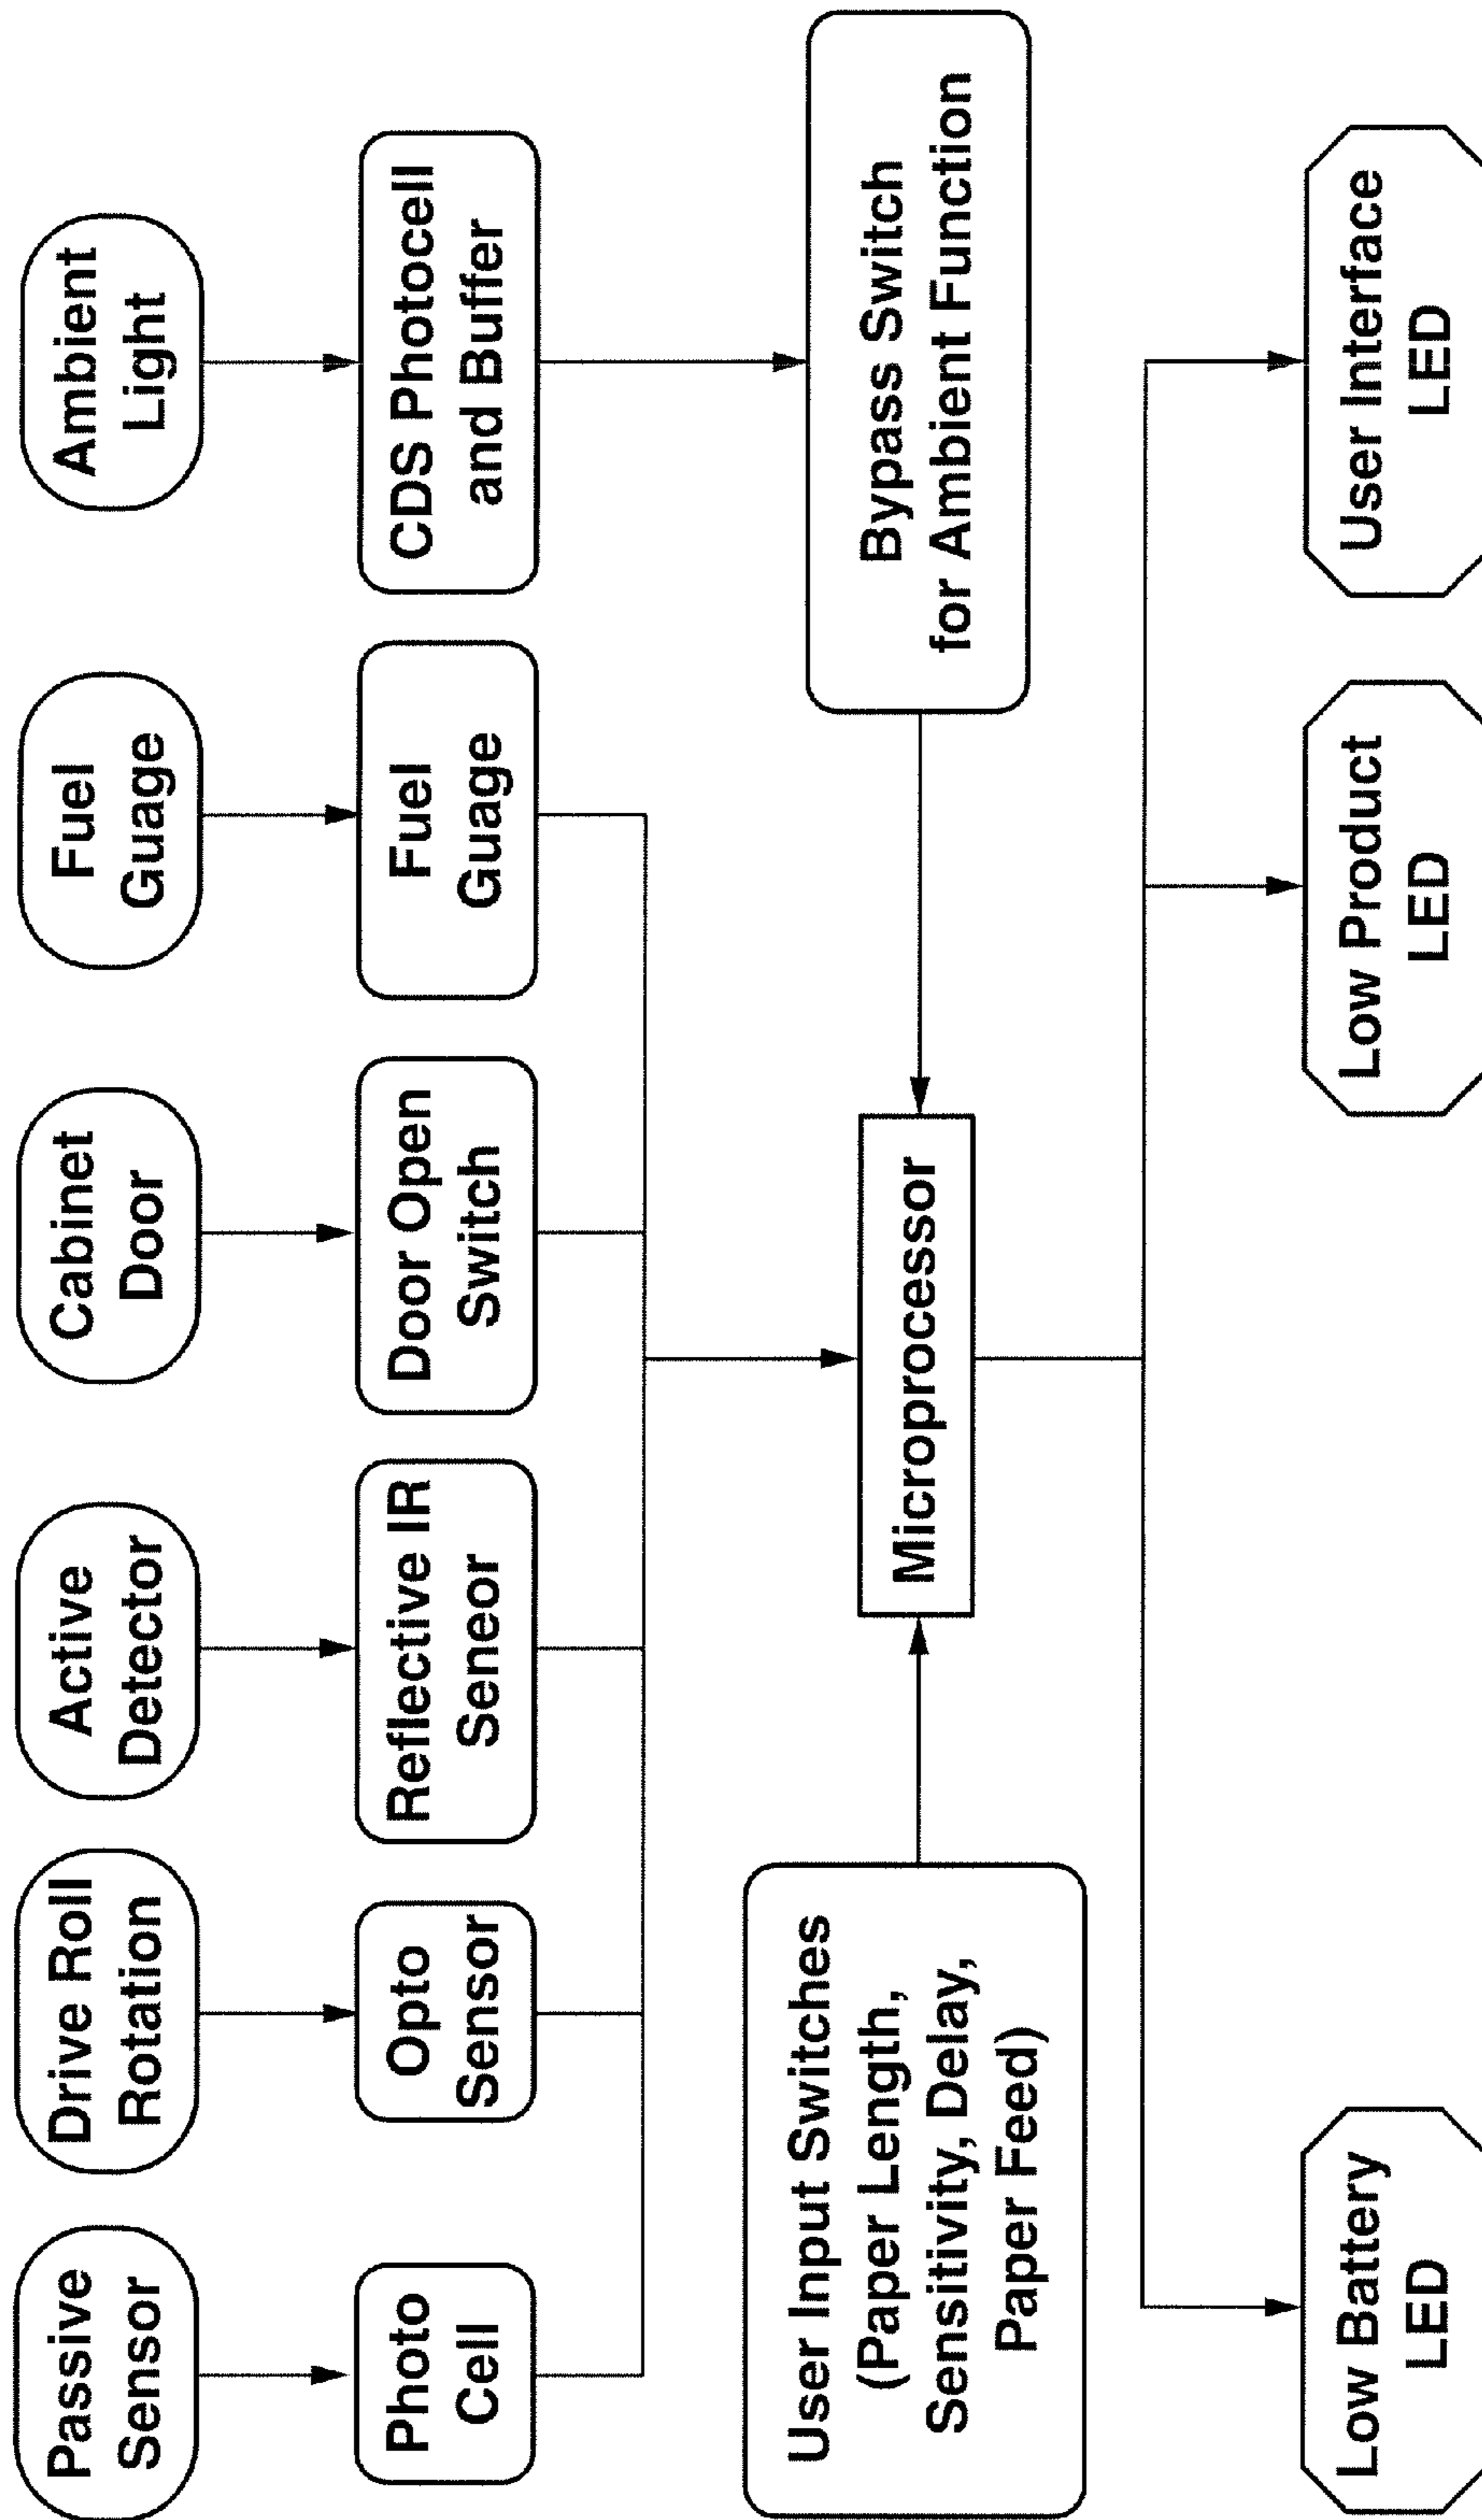 Passive
Sensor
Drive Roll
Rotation
Active
Detector
Cabinet
Door
Fuel
Guage
Ambient
Light
Photo
Cell
Opto
Sensor
Reflective IR
Seneor
Door Open
Switch
Fuel
Guage
CDS Photocell
and Buffer
User Input Switches
(Paper Length,
Sensitivity, Delay,
Paper Feed)
Microprocessor
Bypass Switch
for Ambient Function
Low Battery
LED
Low Product
LED
User Interface
LED